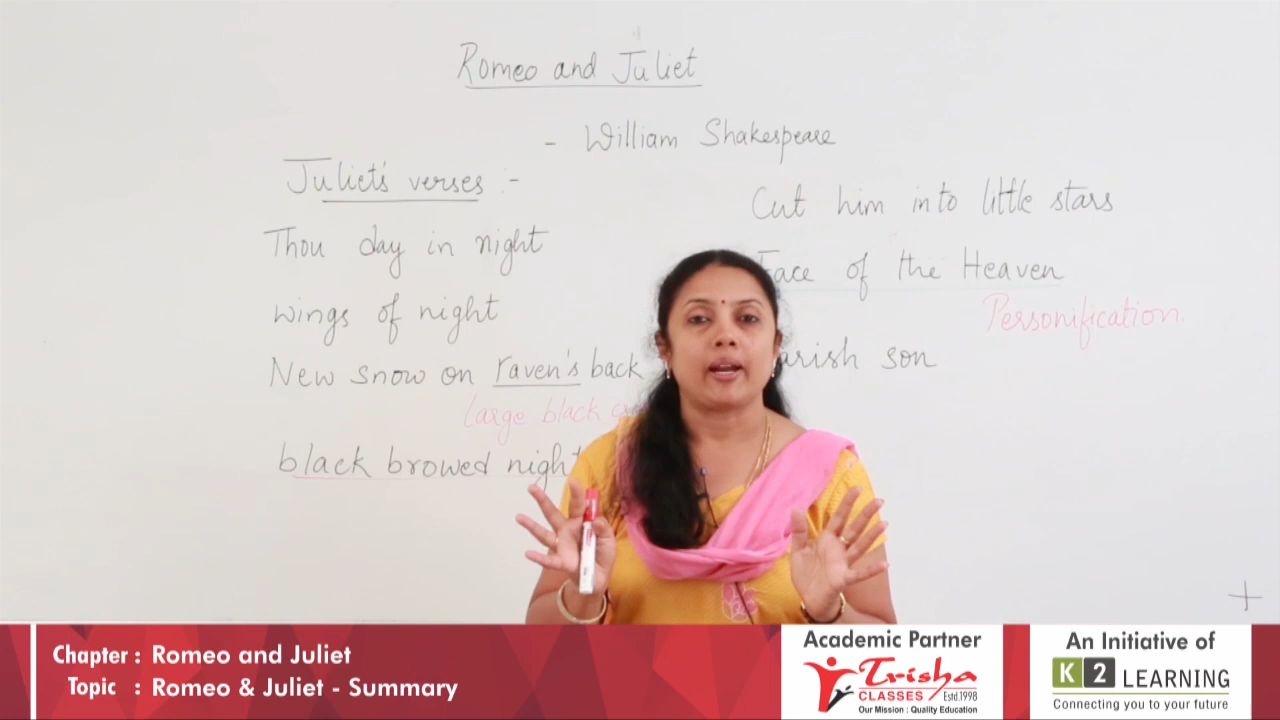 Romeo and Juliet
- William Shakespeare
Juliet's verses :-
Thou day in night
wings of night
New snow on raven's back
large black
black browed night
Cut him into little stars
Face of the Heaven
Personification.
son
Chapter : Romeo and Juliet
Topic : Romeo & Juliet - Summary
Academic Partner
Trisha
CLASSES Estd.1998
Our Mission : Quality Education
An Initiative of
K2 LEARNING
Connecting you to your future